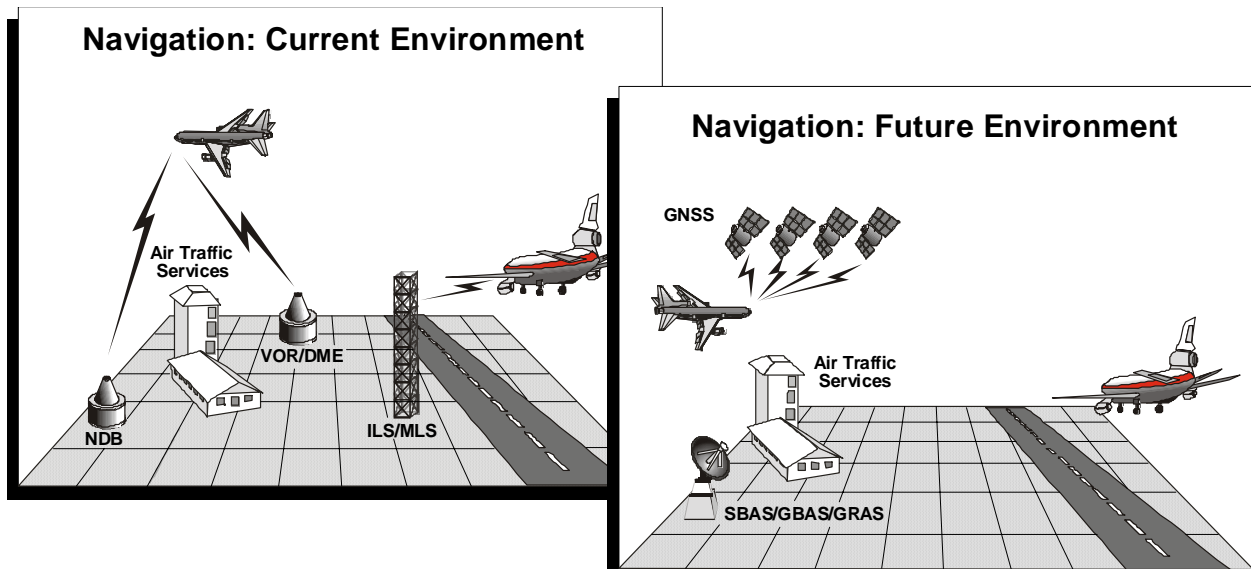 Navigation: Current Environment
Air Traffic
Services
VOR/DME
NDB
ILS/MLS
Navigation: Future Environment
GNSS
Air Traffic
Services
SBAS/GBAS/GRAS